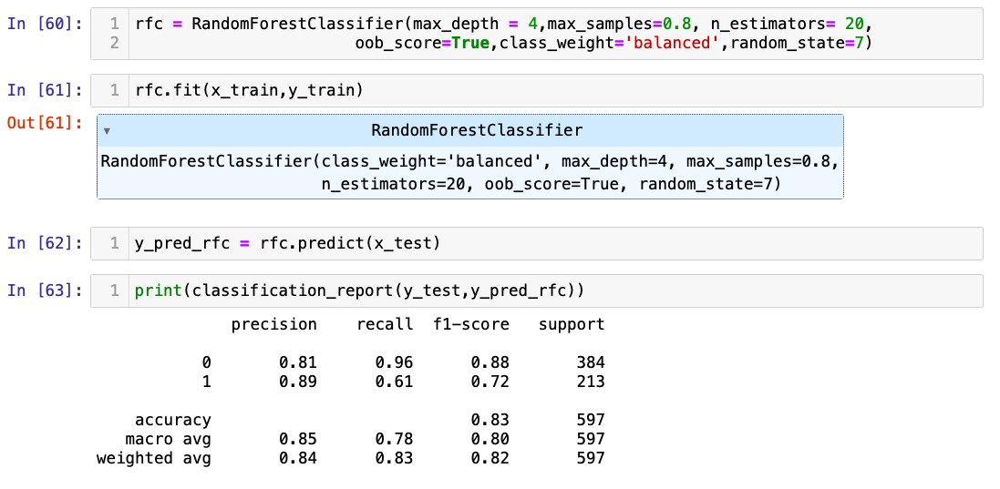 In [60]: 1 rfc = RandomForestClassifier(max_depth = 4,max_samples=0.8, n_estimators= 20,
2 oob_score=True,class_weight='balanced',random_state=7)
In [61]: 1 rfc.fit(x_train,y_train)
Out[61]: ▾ RandomForestClassifier
RandomForestClassifier(class_weight='balanced', max_depth=4, max_samples=0.8,
n_estimators=20, oob_score=True, random_state=7)
In [62]: 1 y_pred_rfc = rfc.predict(x_test)
In [63]: 1 print(classification_report(y_test,y_pred_rfc))
precision recall f1-score support
0 0.81 0.96 0.88 384
1 0.89 0.61 0.72 213
accuracy 0.83 597
macro avg 0.85 0.78 0.80 597
weighted avg 0.84 0.83 0.82 597